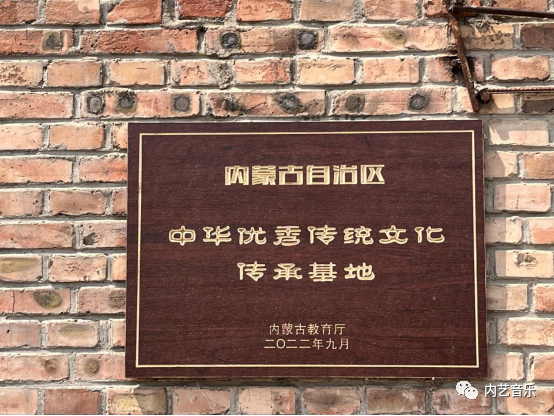 内蒙古自治区
中华优秀传统文化
传承基地
内蒙古教育厅
二〇二二年九月
内艺音乐